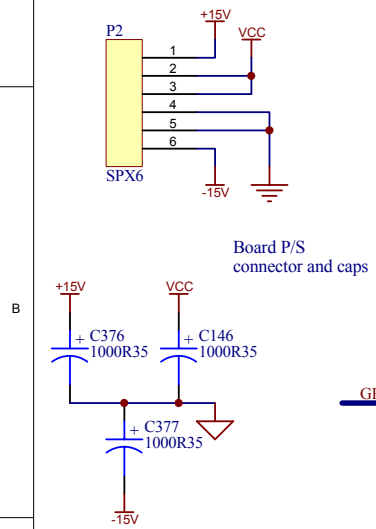 +15V
P2
VCC
1
2
3
4
5
6
SPX6
-15V
Board P/S
connector and caps
B
+15V
VCC
+ C376
1000R35
+ C146
1000R35
+ C377
1000R35
-15V